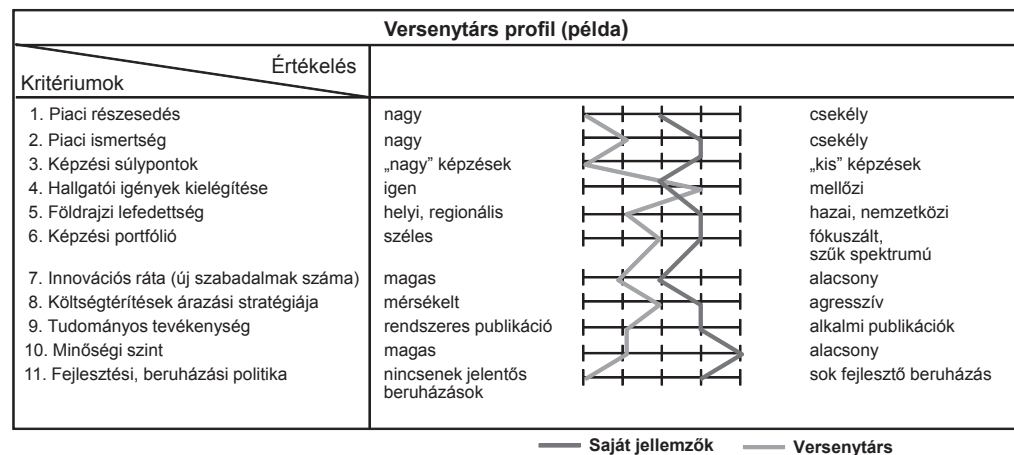 Versenytárs profil (példa)
Értékelés
Kritériumok
1. Piaci részesedés nagy csekély
2. Piaci ismertség nagy csekély
3. Képzési súlypontok „nagy” képzések „kis” képzések
4. Hallgatói igények kielégítése igen mellőzi
5. Földrajzi lefedettség helyi, regionális hazai, nemzetközi
6. Képzési portfólió széles fókuszált,
szűk spektrumú
7. Innovációs ráta (új szabadalmak száma) magas alacsony
8. Költségtérítések árazási stratégiája mérsékelt agresszív
9. Tudományos tevékenység rendszeres publikáció alkalmi publikációk
10. Minőségi szint magas alacsony
11. Fejlesztési, beruházási politika nincsenek jelentős sok fejlesztő beruházás
beruházások
Saját jellemzők Versenytárs